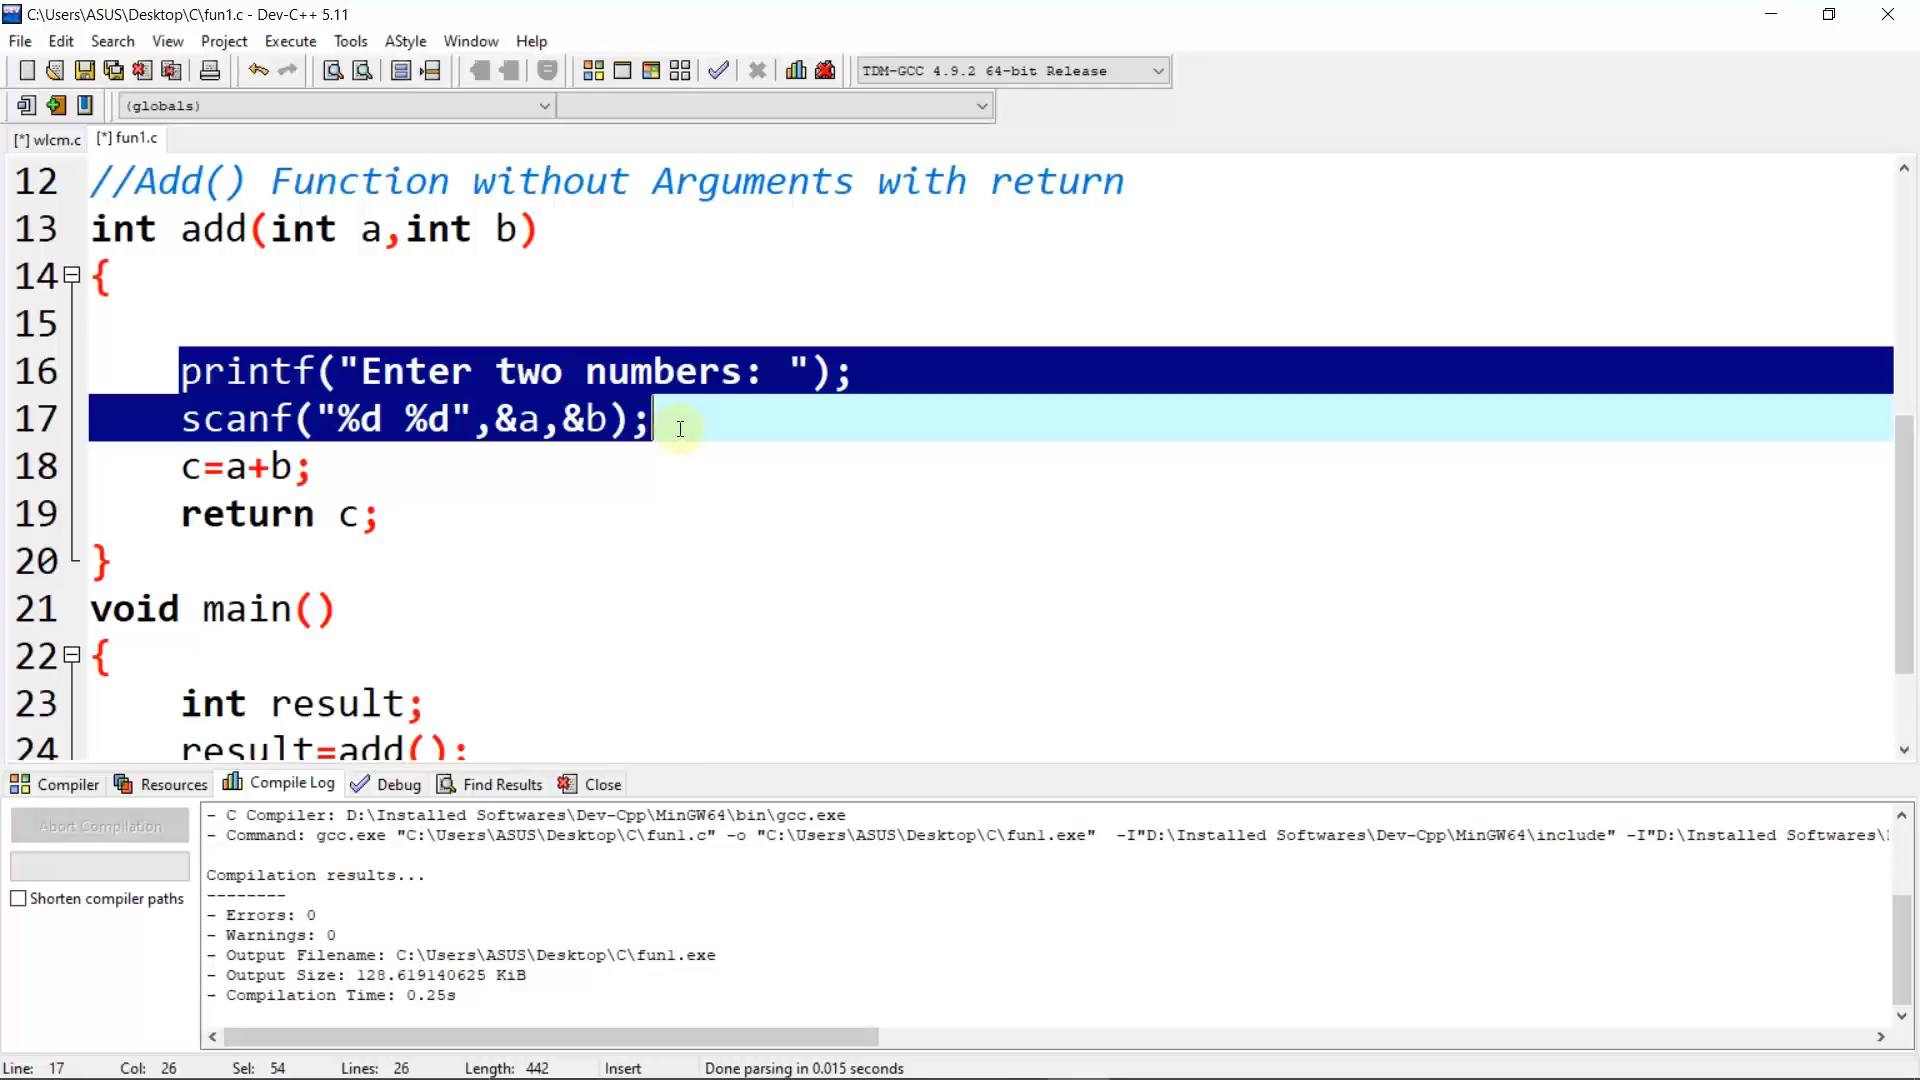 C:\Users\ASUS\Desktop\C\fun1.c - Dev-C++ 5.11
File Edit Search View Project Execute Tools AStyle Window Help
TDM-GCC 4.9.2 64-bit Release
(globals)
[*] wlcm.c [*] fun1.c
12 //Add() Function without Arguments with return
13 int add(int a,int b)
14 {
15
16 printf("Enter two numbers: ");
17 scanf("%d %d",&a,&b);
18 c=a+b;
19 return c;
20 }
21 void main()
22 {
23 int result;
24 result=add();
Compiler Resources Compile Log Debug Find Results Close
Abort Compilation
Shorten compiler paths
- C Compiler: D:\Installed Softwares\Dev-Cpp\MinGW64\bin\gcc.exe
- Command: gcc.exe "C:\Users\ASUS\Desktop\C\fun1.c" -o "C:\Users\ASUS\Desktop\C\fun1.exe" -I"D:\Installed Softwares\Dev-Cpp\MinGW64\include" -I"D:\Installed Softwares\
Compilation results...
--------
- Errors: 0
- Warnings: 0
- Output Filename: C:\Users\ASUS\Desktop\C\fun1.exe
- Output Size: 128.619140625 KiB
- Compilation Time: 0.25s
Line: 17 Col: 26 Sel: 54 Lines: 26 Length: 442 Insert Done parsing in 0.015 seconds